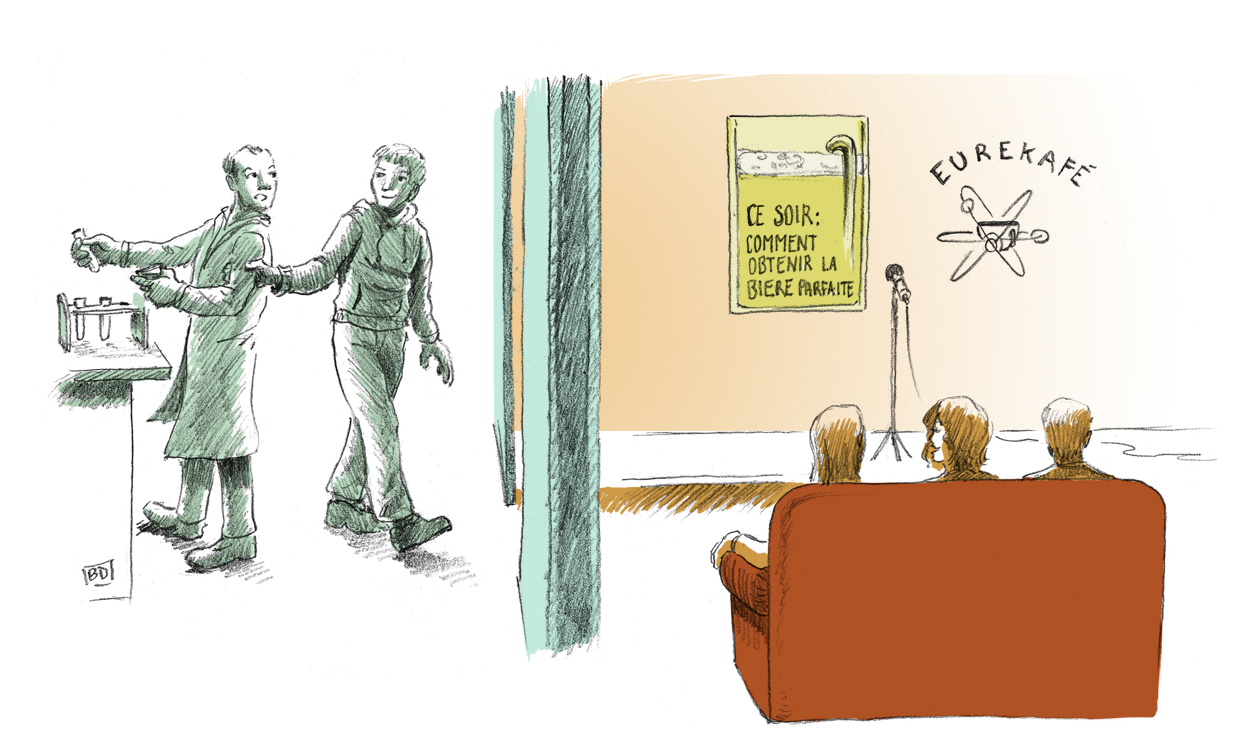 EUREKAFÉ
CE SOIR:
COMMENT
OBTENIR LA
BIERE PARFAITE
BD